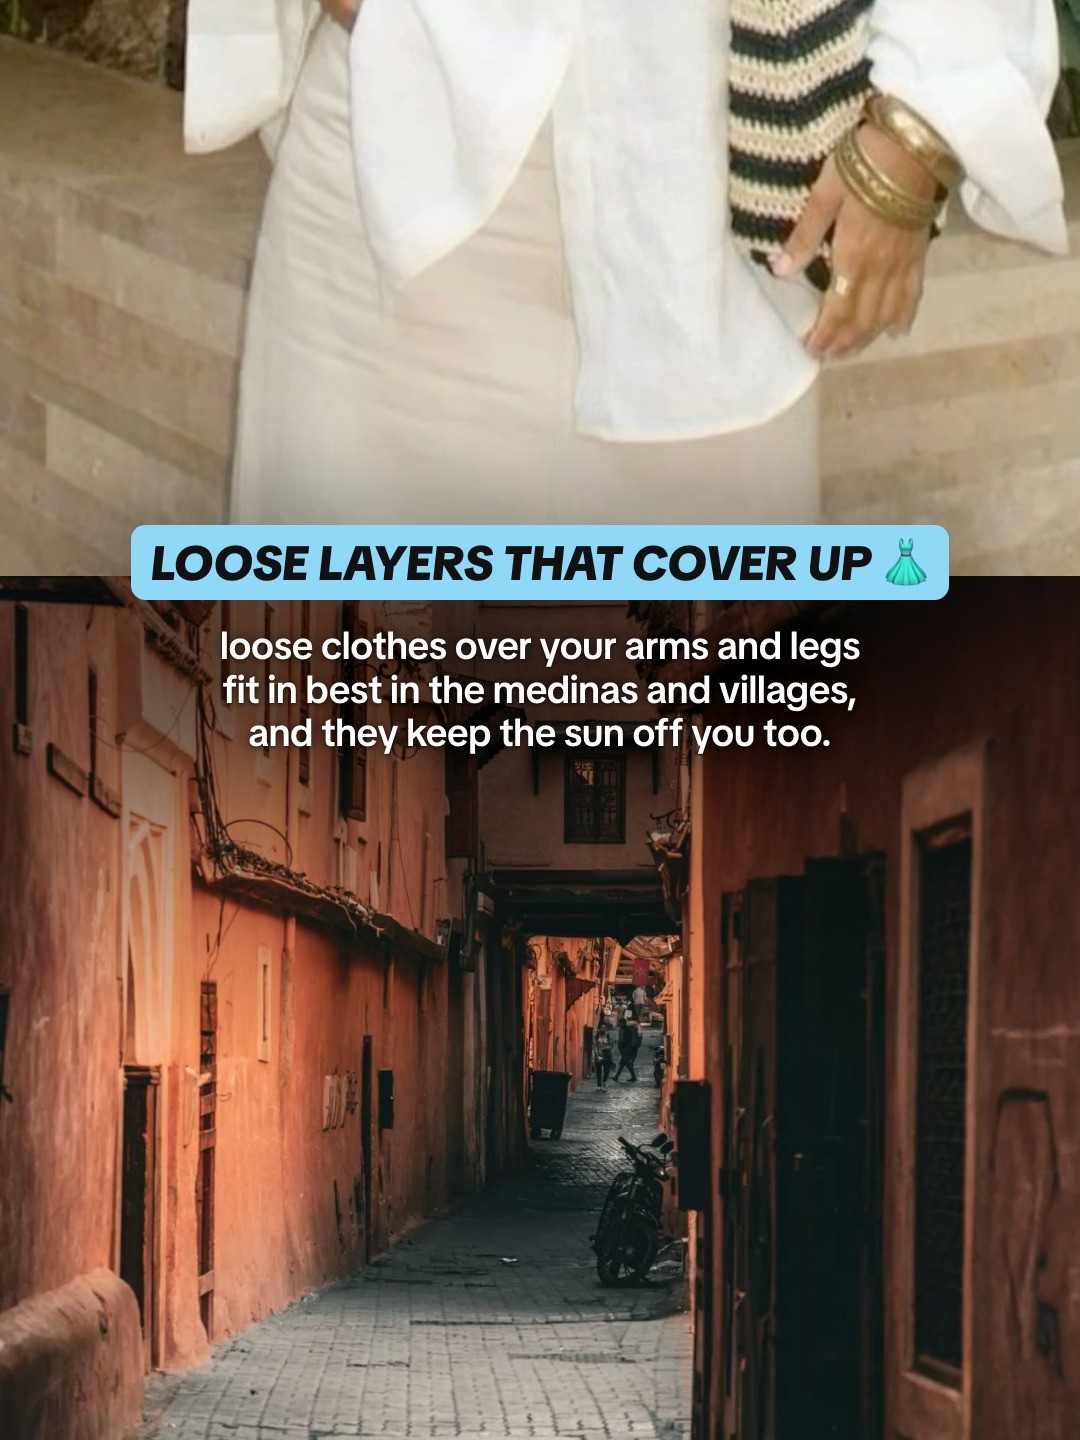 LOOSE LAYERS THAT COVER UP 👗
loose clothes over your arms and legs
fit in best in the medinas and villages,
and they keep the sun off you too.